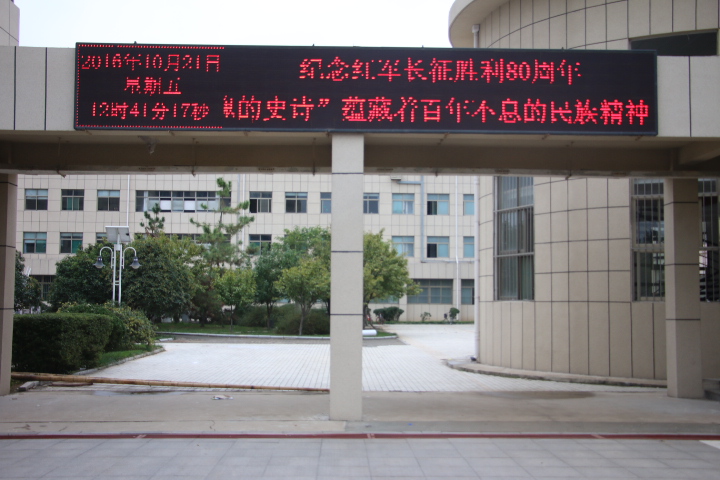 2016年10月21日
星期五
12时41分17秒
纪念红军长征胜利80周年
的史诗”蕴藏着百年不息的民族精神